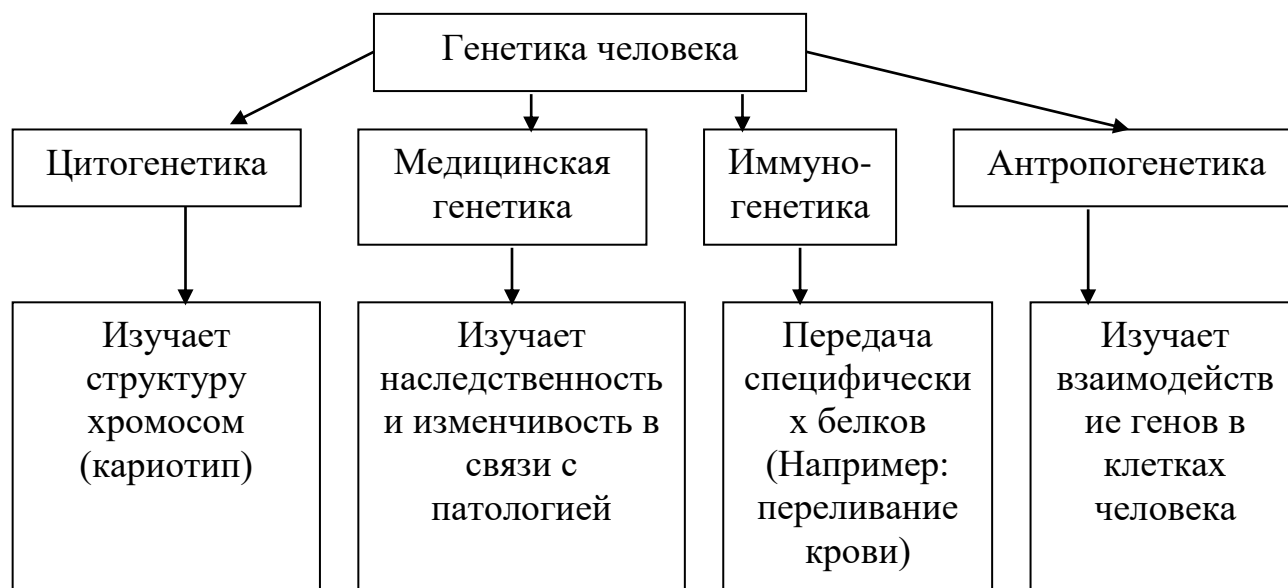 Генетика человека
Цитогенетика
Медицинская
генетика
Иммуно-
генетика
Антропогенетика
Изучает
структуру
хромосом
(кариотип)
Изучает
наследственность
и изменчивость в
связи с
патологией
Передача
специфически
х белков
(Например:
переливание
крови)
Изучает
взаимодейств
ие генов в
клетках
человека